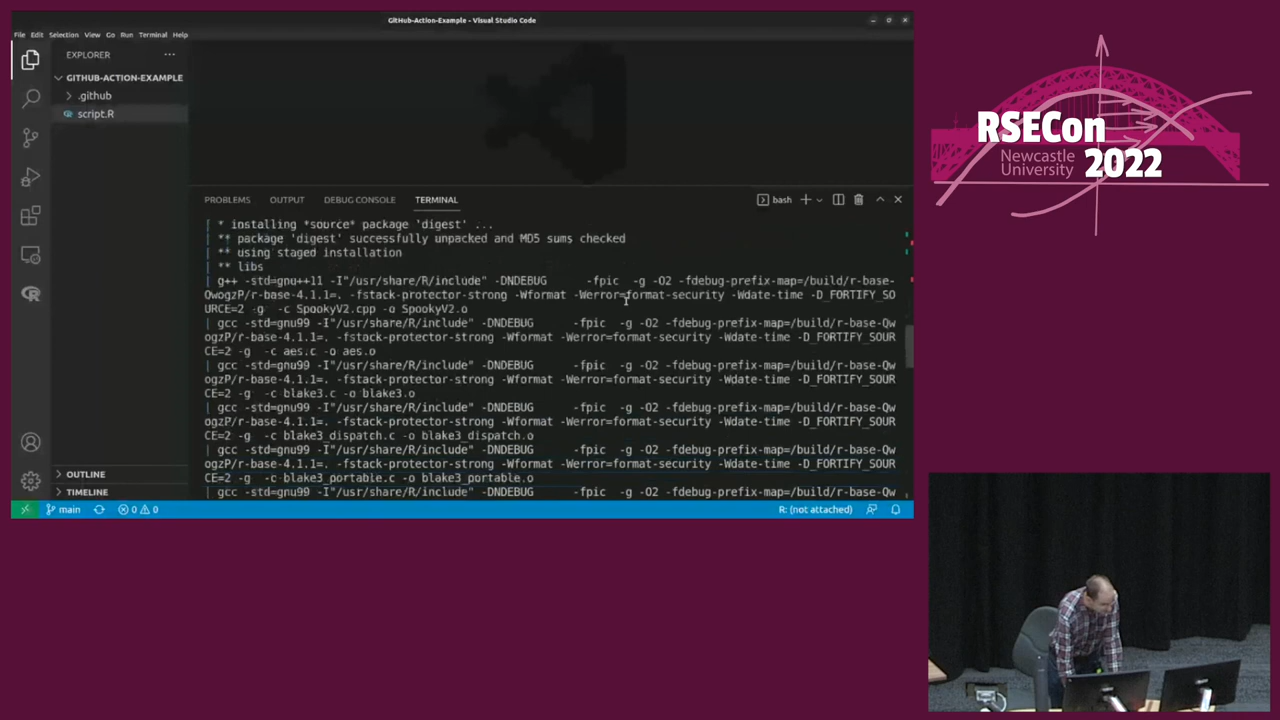 GitHub-Action-Example - Visual Studio Code
File Edit Selection View Go Run Terminal Help
EXPLORER
GITHUB-ACTION-EXAMPLE
.github
script.R
OUTLINE
TIMELINE
PROBLEMS OUTPUT DEBUG CONSOLE TERMINAL
bash
| * installing *source* package 'digest' ...
| ** package 'digest' successfully unpacked and MD5 sums checked
| ** using staged installation
| ** libs
| g++ -std=gnu++11 -I"/usr/share/R/include" -DNDEBUG -fpic -g -O2 -fdebug-prefix-map=/build/r-base-
QwogzP/r-base-4.1.1=. -fstack-protector-strong -Wformat -Werror=format-security -Wdate-time -D_FORTIFY_SO
URCE=2 -g -c SpookyV2.cpp -o SpookyV2.o
| gcc -std=gnu99 -I"/usr/share/R/include" -DNDEBUG -fpic -g -O2 -fdebug-prefix-map=/build/r-base-Qw
ogzP/r-base-4.1.1=. -fstack-protector-strong -Wformat -Werror=format-security -Wdate-time -D_FORTIFY_SOUR
CE=2 -g -c aes.c -o aes.o
| gcc -std=gnu99 -I"/usr/share/R/include" -DNDEBUG -fpic -g -O2 -fdebug-prefix-map=/build/r-base-Qw
ogzP/r-base-4.1.1=. -fstack-protector-strong -Wformat -Werror=format-security -Wdate-time -D_FORTIFY_SOUR
CE=2 -g -c blake3.c -o blake3.o
| gcc -std=gnu99 -I"/usr/share/R/include" -DNDEBUG -fpic -g -O2 -fdebug-prefix-map=/build/r-base-Qw
ogzP/r-base-4.1.1=. -fstack-protector-strong -Wformat -Werror=format-security -Wdate-time -D_FORTIFY_SOUR
CE=2 -g -c blake3_dispatch.c -o blake3_dispatch.o
| gcc -std=gnu99 -I"/usr/share/R/include" -DNDEBUG -fpic -g -O2 -fdebug-prefix-map=/build/r-base-Qw
ogzP/r-base-4.1.1=. -fstack-protector-strong -Wformat -Werror=format-security -Wdate-time -D_FORTIFY_SOUR
CE=2 -g -c blake3_portable.c -o blake3_portable.o
| gcc -std=gnu99 -I"/usr/share/R/include" -DNDEBUG -fpic -g -O2 -fdebug-prefix-map=/build/r-base-Qw
main 0 0 R: (not attached)
RSECon
Newcastle
University 2022